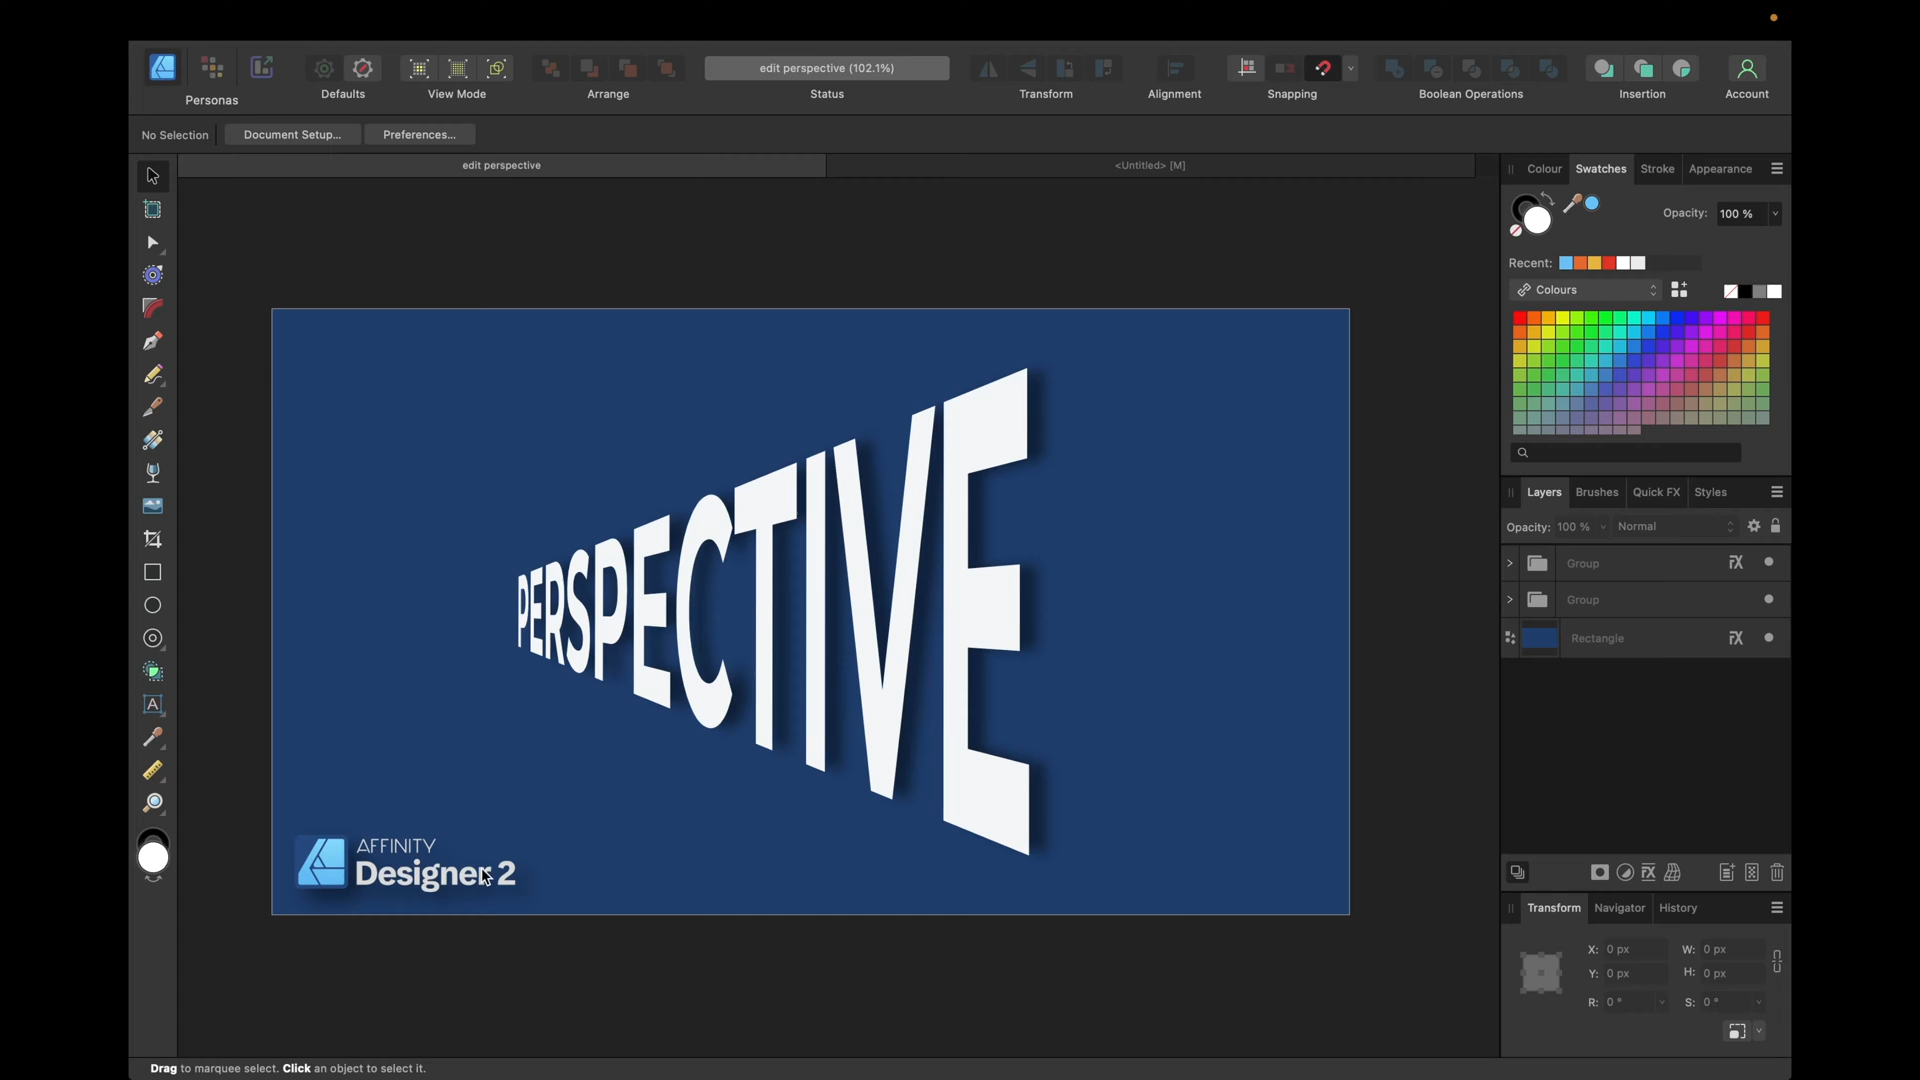 edit perspective (102.1%)
Personas
Defaults
View Mode
Arrange
Status
Transform
Alignment
Snapping
Boolean Operations
Insertion
Account
No Selection
Document Setup...
Preferences...
edit perspective
<Untitled> [M]
Colour
Swatches
Stroke
Appearance
Opacity:
100 %
Recent:
Colours
PERSPECTIVE
AFFINITY
Designer 2
Layers
Brushes
Quick FX
Styles
Opacity:
100 %
Normal
Group
Group
Rectangle
Transform
Navigator
History
X:
0 px
W:
0 px
Y:
0 px
H:
0 px
R:
0 °
S:
0 °
Drag to marquee select. Click an object to select it.